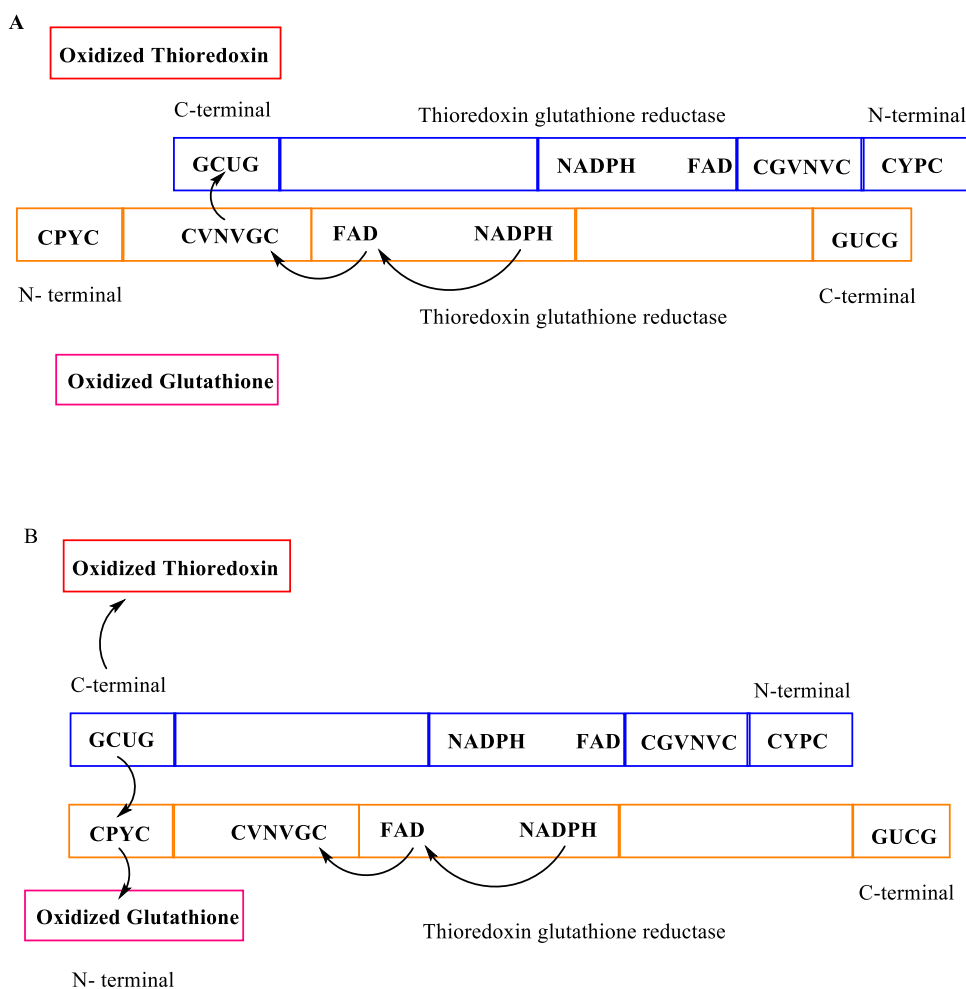 A
Oxidized Thioredoxin
C-terminal
Thioredoxin glutathione reductase
N-terminal
GCUG
NADPH
FAD
CGVNVC
CYPC
CPYC
CVNVGC
FAD
NADPH
GUCG
N- terminal
C-terminal
Thioredoxin glutathione reductase
Oxidized Glutathione
B
Oxidized Thioredoxin
C-terminal
N-terminal
GCUG
NADPH
FAD
CGVNVC
CYPC
CPYC
CVNVGC
FAD
NADPH
GUCG
C-terminal
Oxidized Glutathione
Thioredoxin glutathione reductase
N- terminal